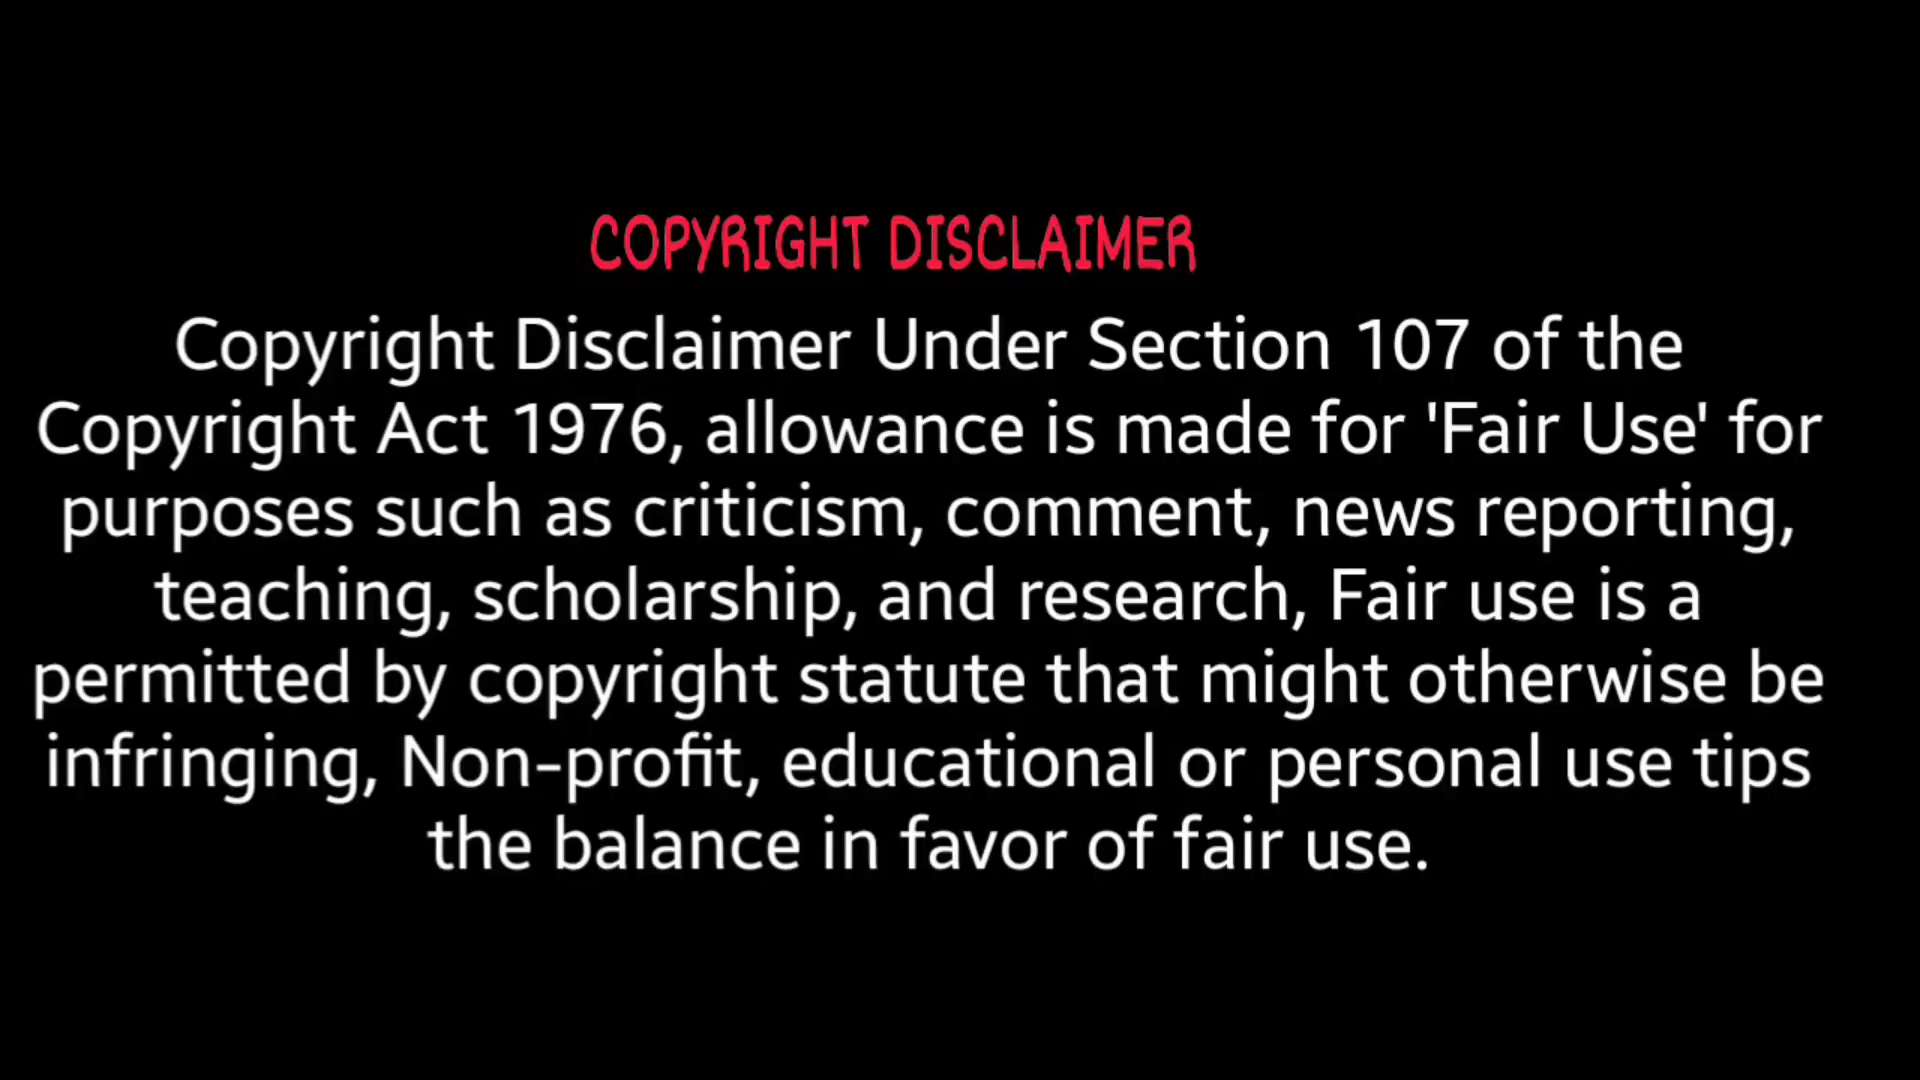 COPYRIGHT DISCLAIMER
Copyright Disclaimer Under Section 107 of the
Copyright Act 1976, allowance is made for 'Fair Use' for
purposes such as criticism, comment, news reporting,
teaching, scholarship, and research, Fair use is a
permitted by copyright statute that might otherwise be
infringing, Non-profit, educational or personal use tips
the balance in favor of fair use.